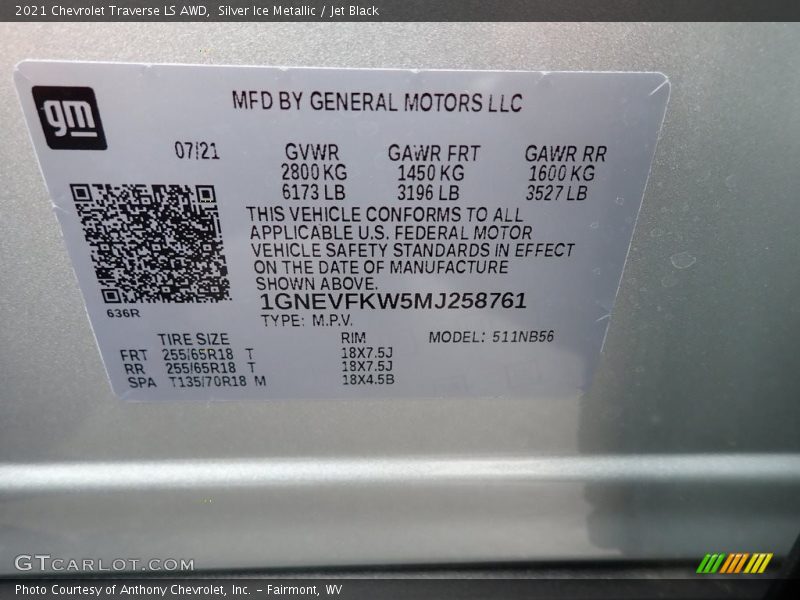 2021 Chevrolet Traverse LS AWD, Silver Ice Metallic / Jet Black
gm
MFD BY GENERAL MOTORS LLC
07/21 GVWR GAWR FRT GAWR RR
2800 KG 1450 KG 1600 KG
6173 LB 3196 LB 3527 LB
THIS VEHICLE CONFORMS TO ALL
APPLICABLE U.S. FEDERAL MOTOR
VEHICLE SAFETY STANDARDS IN EFFECT
ON THE DATE OF MANUFACTURE
SHOWN ABOVE.
1GNEVFKW5MJ258761
636R
TYPE: M.P.V.
TIRE SIZE RIM MODEL: 511NB56
FRT 255/65R18 T 18X7.5J
RR 255/65R18 T 18X7.5J
SPA T135/70R18 M 18X4.5B
GTCARLOT.COM
Photo Courtesy of Anthony Chevrolet, Inc. – Fairmont, WV